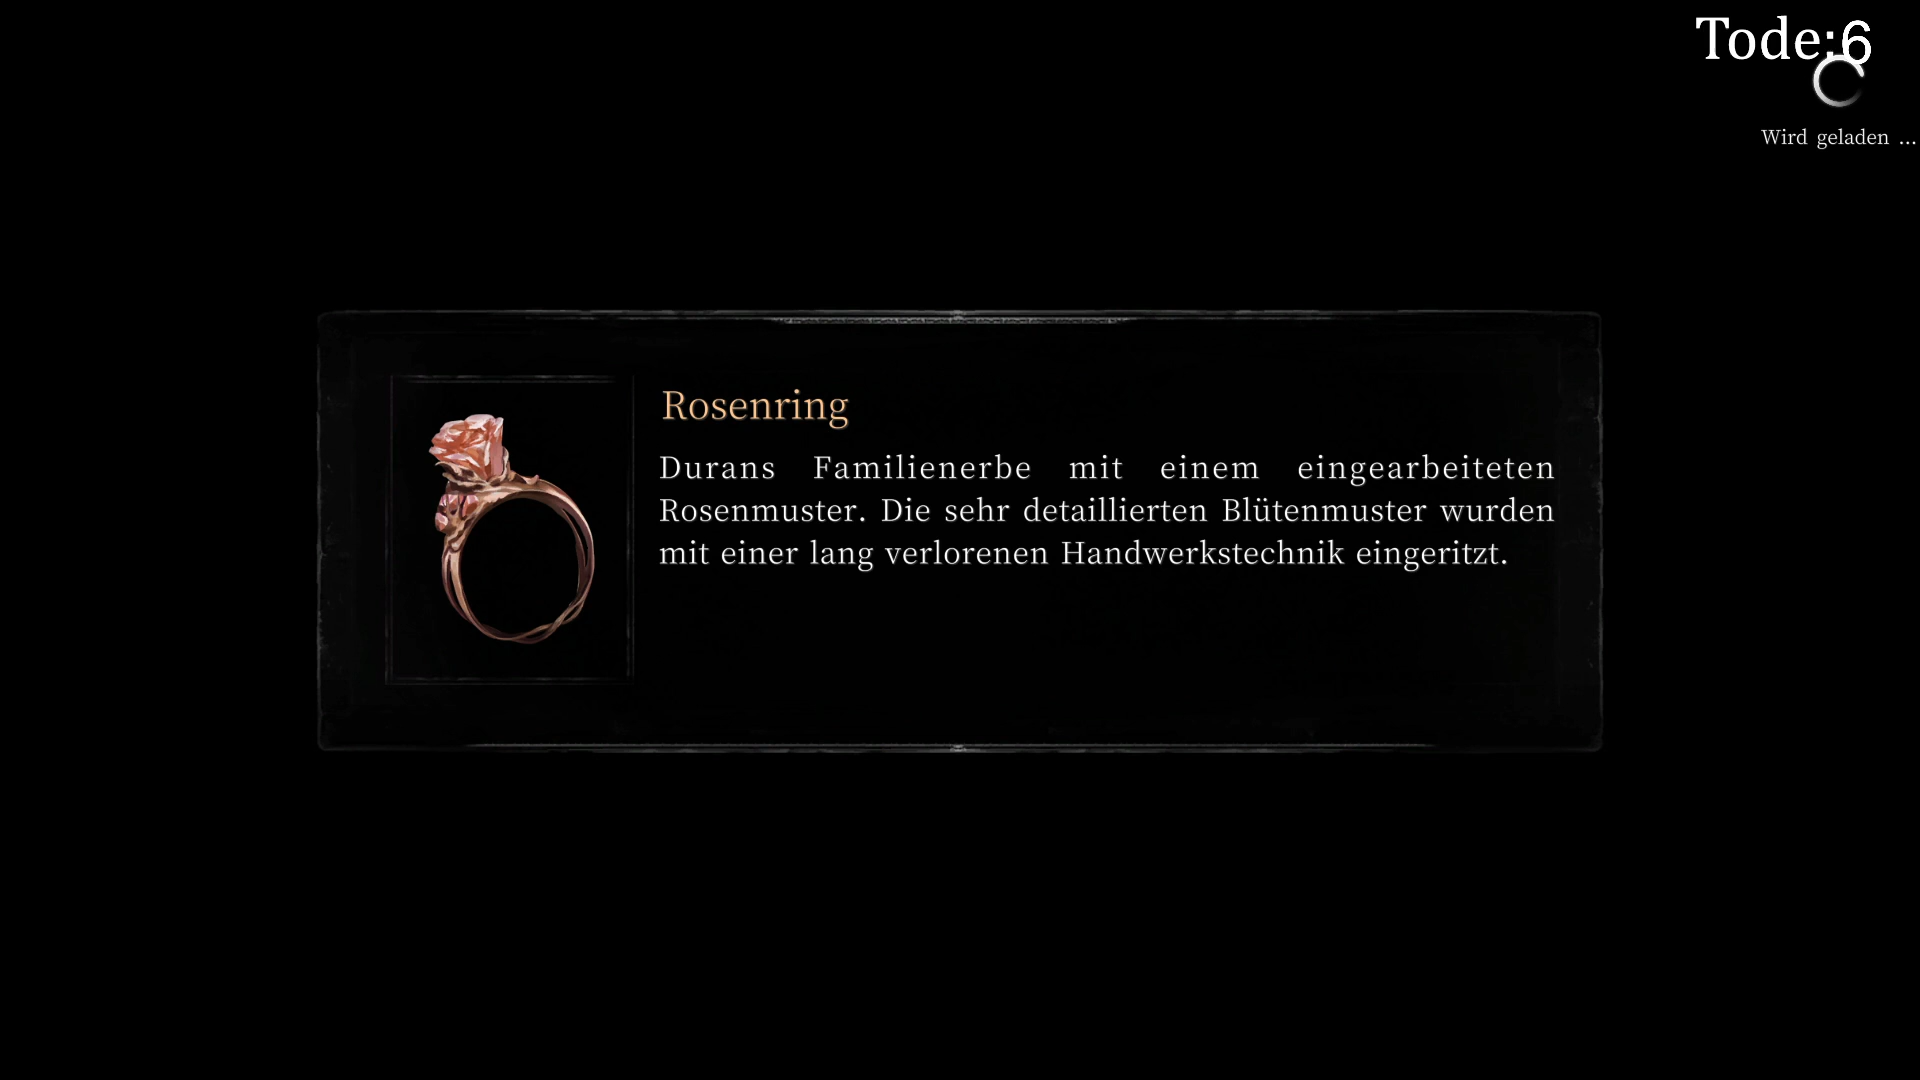 Tode:6
Wird geladen ...
Rosenring
Durans Familienerbe mit einem eingearbeiteten
Rosenmuster. Die sehr detaillierten Blütenmuster wurden
mit einer lang verlorenen Handwerkstechnik eingeritzt.